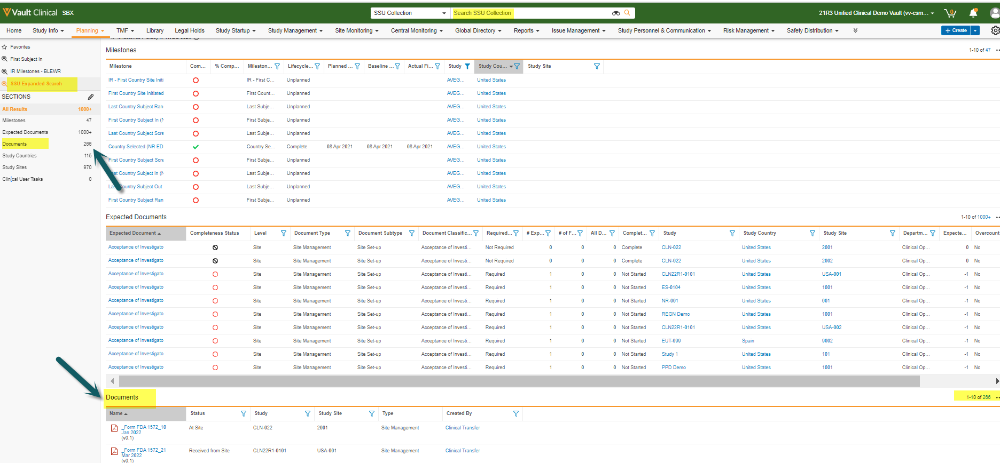 Vault Clinical SBX SSU Collection Search SSU Collection 21R3 Unified Clinical Demo Vault (vv-csm... 0
Home Study Info Planning TMF Library Legal Holds Study Startup Study Management Site Monitoring Central Monitoring Global Directory Reports Issue Management Study Personnel & Communication Risk Management Safety Distribution + Create
Favorites
First Subject In
IR Milestones - BLEWR
SSU Expanded Search
SECTIONS
All Results 1000+
Milestones 47
Expected Documents 1000+
Documents 266
Study Countries 115
Study Sites 970
Clinical User Tasks 0
Milestones 1-10 of 47
Milestone Com... % Comp... Mileston... Lifecycle... Planned ... Baseline ... Actual Fi... Study Study Cou... Study Site
IR - First Country Site Initi IR - First C... Unplanned AVEG... United States
First Country Site Initiated First Count... Unplanned AVEG... United States
Last Country Subject Ran Last Subje... Unplanned AVEG... United States
First Country Subject In (N First Subje... Unplanned AVEG... United States
Last Country Subject Scre Last Subje... Unplanned AVEG... United States
Country Selected (NR ED Country Se... Complete 08 Apr 2021 08 Apr 2021 08 Apr 2021 AVEG... United States
First Country Subject Scre First Subje... Unplanned AVEG... United States
Country Subject In (N Last Subje... Unplanned AVEG... United States
Country Subject Out Last Subje... Unplanned AVEG... United States
First Country Subject Ran First Subje... Unplanned AVEG... United States
Expected Documents 1-10 of 1000+
Expected Document Completeness Status Level Document Type Document Subtype Document Classific... Required... # Exp... # of F... All D... Complet... Study Study Country Study Site Departm... Expecte... Overcount
Acceptance of Investigato Site Site Management Site Set-up Acceptance of Investi... Not Required 0 0 0 Complete CLN-022 United States 2001 Clinical Op... 0 No
Acceptance of Investigato Site Site Management Site Set-up Acceptance of Investi... Not Required 0 0 0 Complete CLN-022 United States 2002 Clinical Op... 0 No
Acceptance of Investigato Site Site Management Site Set-up Acceptance of Investi... Required 1 0 0 Not Started CLN22R1-0101 United States USA-001 Clinical Op... -1 No
Acceptance of Investigato Site Site Management Site Set-up Acceptance of Investi... Required 1 0 0 Not Started ES-0104 United States 1001 Clinical Op... -1 No
Acceptance of Investigato Site Site Management Site Set-up Acceptance of Investi... Required 1 0 0 Not Started NR-001 United States 001 Clinical Op... -1 No
Acceptance of Investigato Site Site Management Site Set-up Acceptance of Investi... Required 1 0 0 Not Started REGN Demo United States 1001 Clinical Op... -1 No
Acceptance of Investigato Site Site Management Site Set-up Acceptance of Investi... Required 1 0 0 Not Started CLN22R1-0101 United States USA-002 Clinical Op... -1 No
Acceptance of Investigato Site Site Management Site Set-up Acceptance of Investi... Required 1 0 0 Not Started EUT-099 Spain 9002 Clinical Op... -1 No
Acceptance of Investigato Site Site Management Site Set-up Acceptance of Investi... Required 1 0 0 Not Started Study 1 United States 101 Clinical Op... -1 No
Acceptance of Investigato Site Site Management Site Set-up Acceptance of Investi... Required 1 0 0 Not Started PPD Demo United States 1001 Clinical Op... -1 No
Documents 1-10 of 266
Name Status Study Study Site Type Created By
_Form FDA 1572_10 At Site CLN-022 2001 Site Management Clinical Transfer
Jan 2022
(v0.1)
_Form FDA 1572_21 Received from Site CLN22R1-0101 USA-001 Site Management Clinical Transfer
Mar 2022
(v0.1)